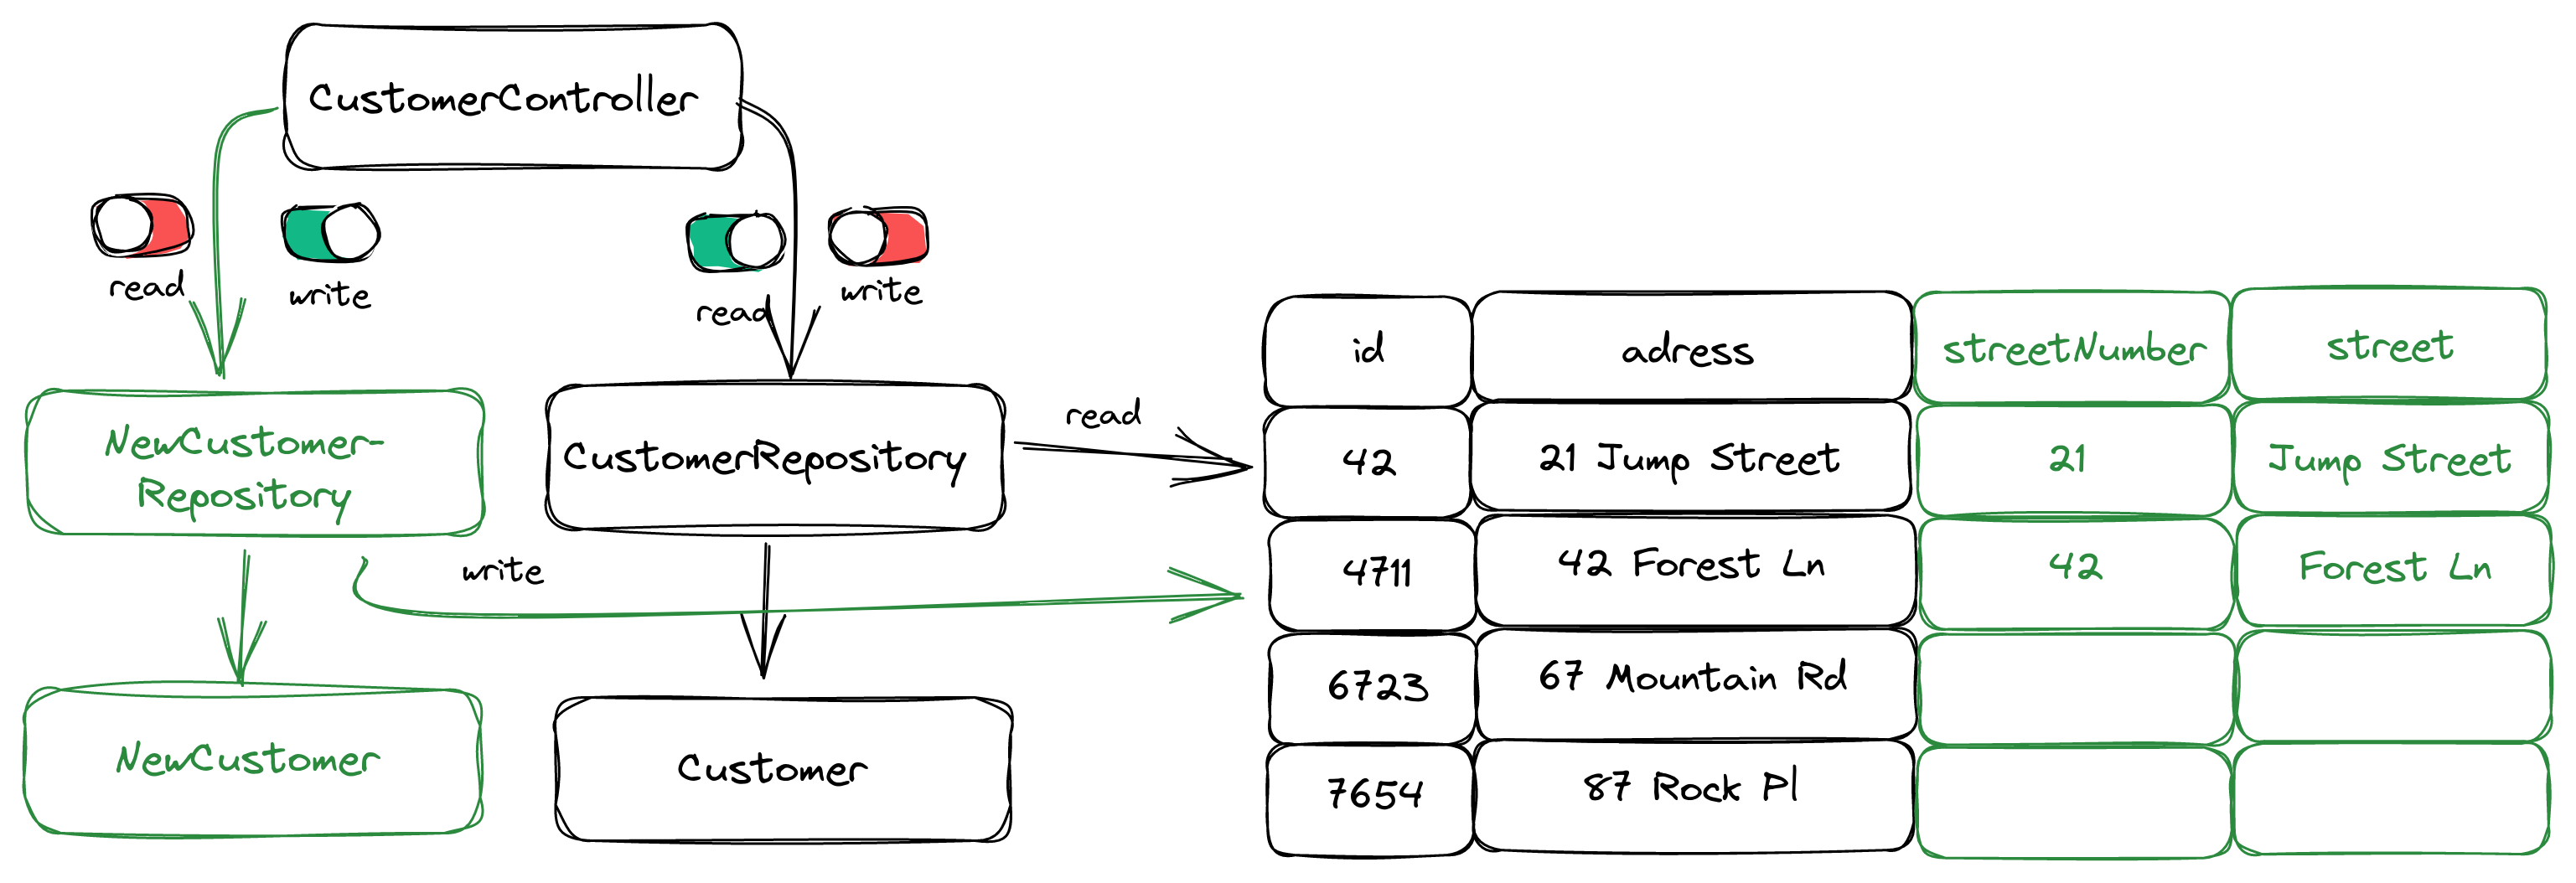 CustomerController
read
write
read
write
NewCustomer-
Repository
CustomerRepository
read
write
NewCustomer
Customer
id adress streetNumber street
42 21 Jump Street 21 Jump Street
4711 42 Forest Ln 42 Forest Ln
6723 67 Mountain Rd
7654 87 Rock Pl